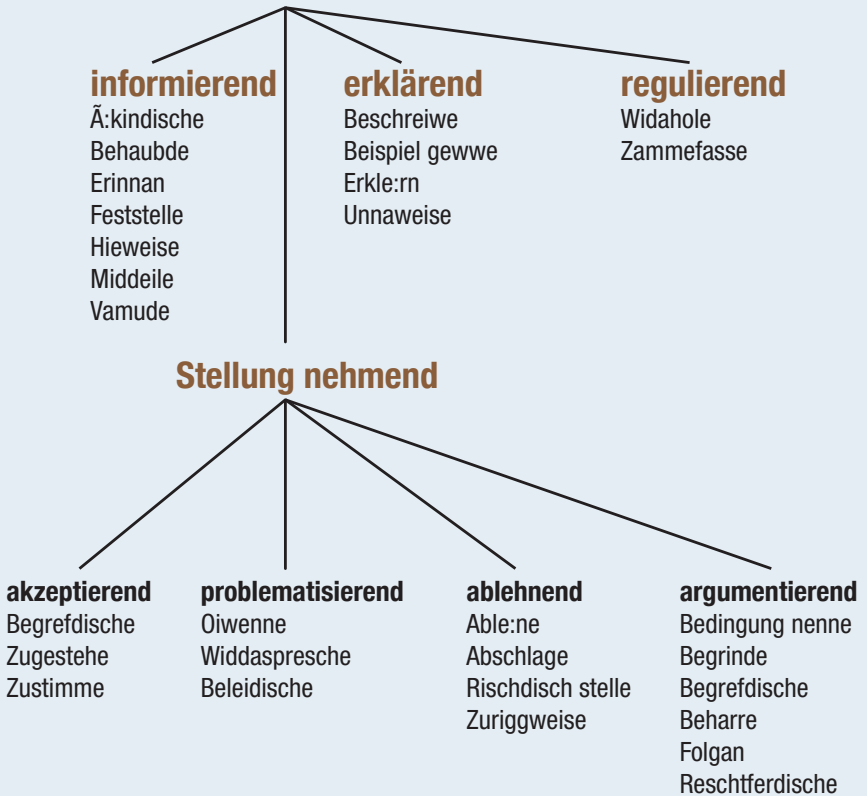 informierend
Ã:kindische
Behaubde
Erinnan
Feststelle
Hieweise
Middeile
Vamude
erklärend
Beschreiwe
Beispiel gewwe
Erkle:rn
Unnaweise
regulierend
Widahole
Zammefasse
Stellung nehmend
akzeptierend
Begrefdische
Zugestehe
Zustimme
problematisierend
Oiwenne
Widdaspresche
Beleidische
ablehnend
Able:ne
Abschlage
Rischdisch stelle
Zuriggweise
argumentierend
Bedingung nenne
Begrinde
Begrefdische
Beharre
Folgan
Reschtferdische